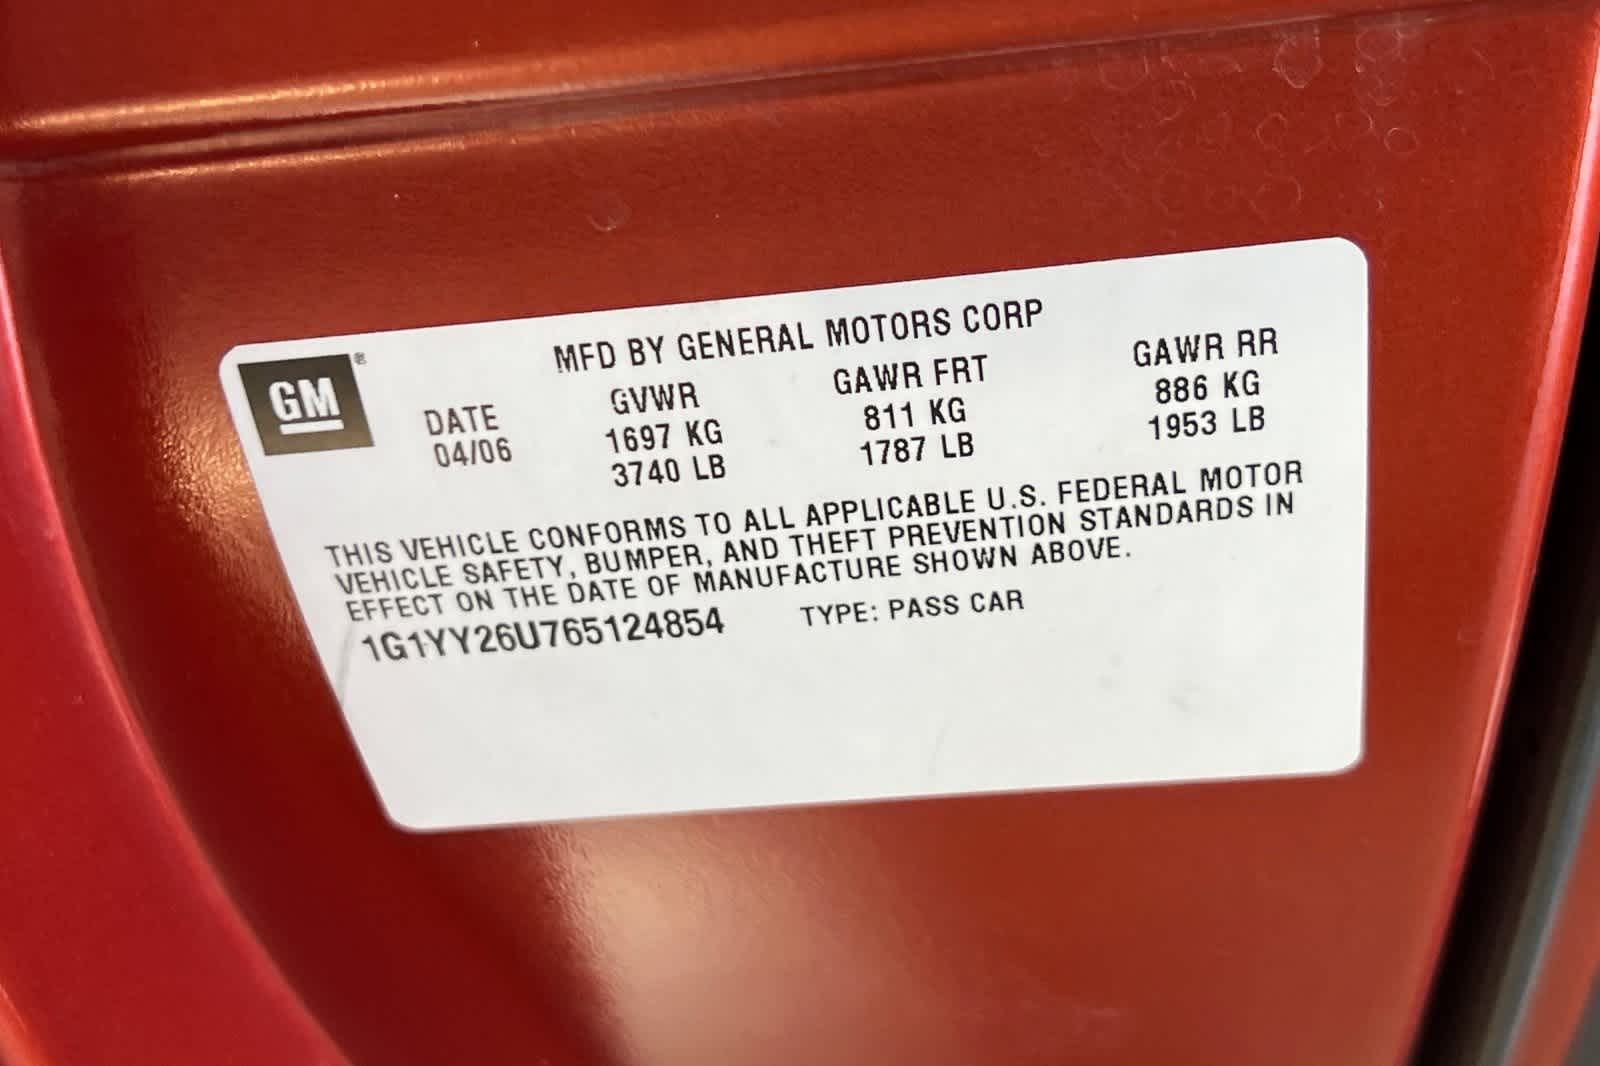 GM®
MFD BY GENERAL MOTORS CORP
DATE GVWR GAWR FRT GAWR RR
04/06 1697 KG 811 KG 886 KG
3740 LB 1787 LB 1953 LB
THIS VEHICLE CONFORMS TO ALL APPLICABLE U.S. FEDERAL MOTOR
VEHICLE SAFETY, BUMPER, AND THEFT PREVENTION STANDARDS IN
EFFECT ON THE DATE OF MANUFACTURE SHOWN ABOVE.
1G1YY26U765124854 TYPE: PASS CAR